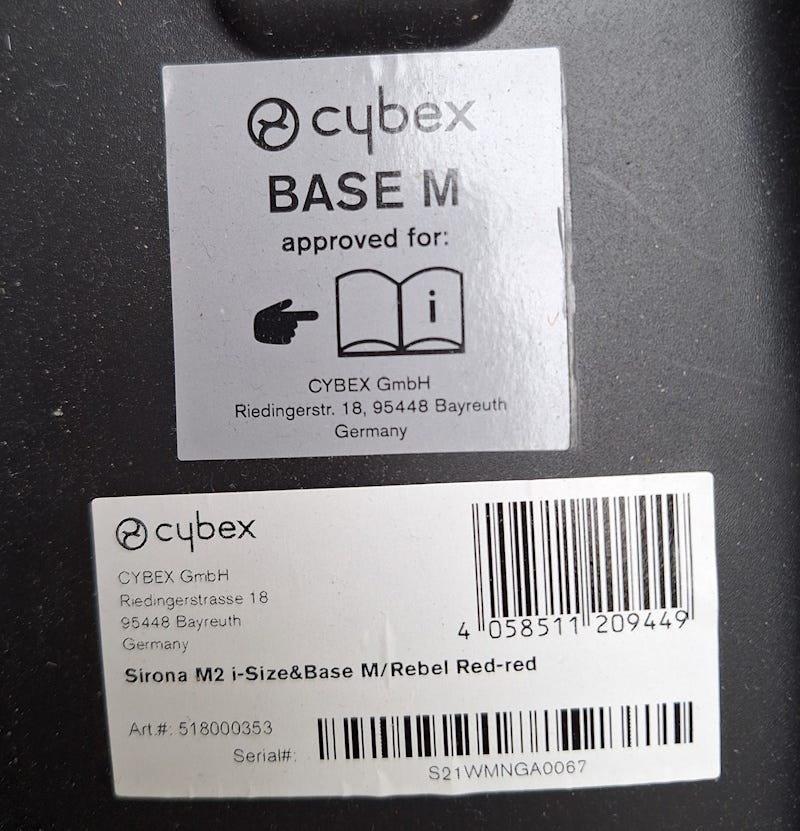 cybex
BASE M
approved for:
i
CYBEX GmbH
Riedingerstr. 18, 95448 Bayreuth
Germany
cybex
CYBEX GmbH
Riedingerstrasse 18
95448 Bayreuth
Germany
4 058511 209449
Sirona M2 i-Size&Base M/Rebel Red-red
Art.#: 518000353
Serial#:
S21WMNGA0067